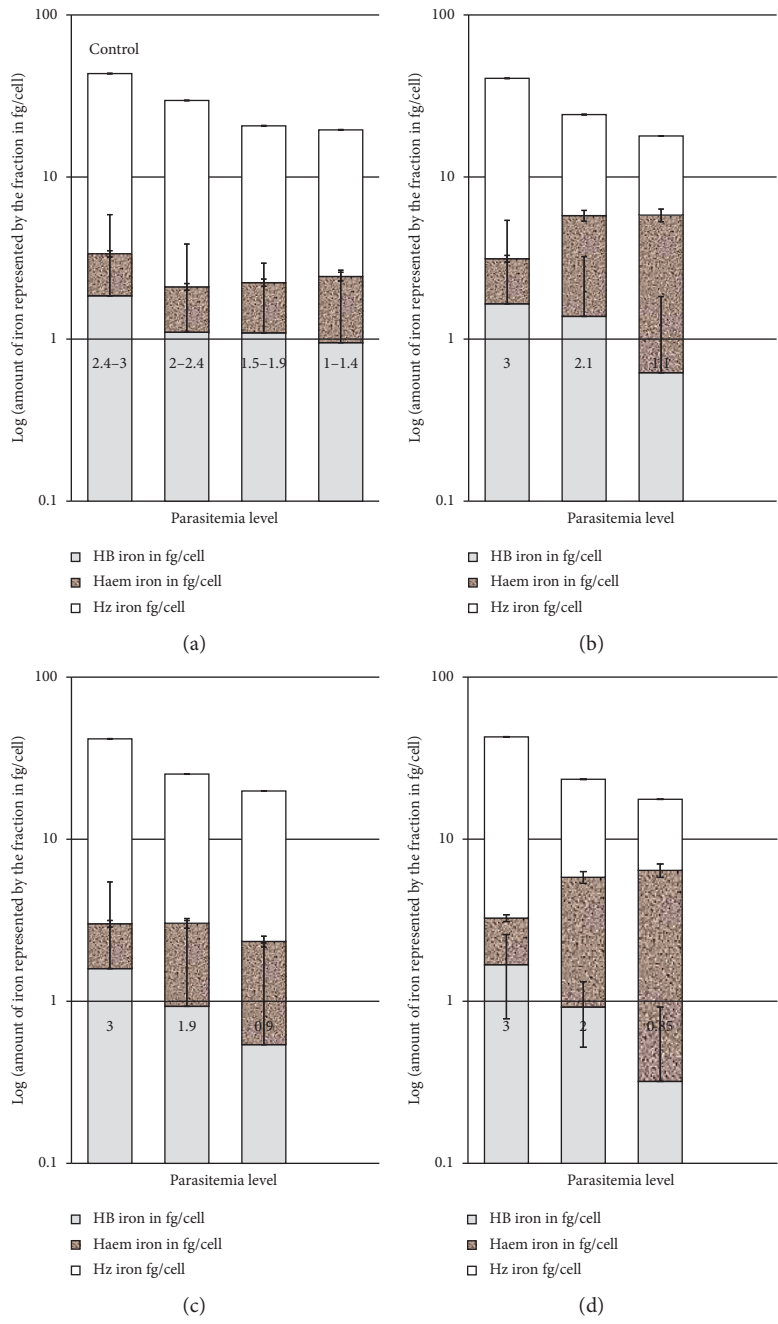 100
10
1
0.1
Log (amount of iron represented by the fraction in fg/cell)
Control
2.4–3
2–2.4
1.5–1.9
1–1.4
Parasitemia level
HB iron in fg/cell
Haem iron in fg/cell
Hz iron fg/cell
(a)
100
10
1
0.1
Log (amount of iron represented by the fraction in fg/cell)
3
2.1
1.1
Parasitemia level
HB iron in fg/cell
Haem iron in fg/cell
Hz iron fg/cell
(b)
100
10
1
0.1
Log (amount of iron represented by the fraction in fg/cell)
3
1.9
0.9
Parasitemia level
HB iron in fg/cell
Haem iron in fg/cell
Hz iron fg/cell
(c)
100
10
1
0.1
Log (amount of iron represented by the fraction in fg/cell)
3
2
0.85
Parasitemia level
HB iron in fg/cell
Haem iron in fg/cell
Hz iron fg/cell
(d)